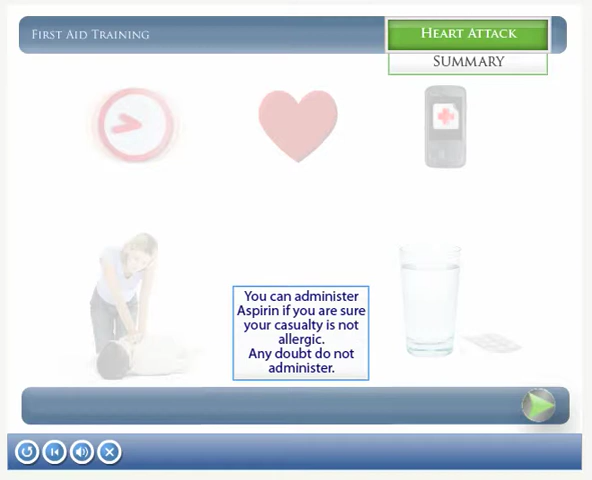 First Aid Training
Heart Attack
Summary
You can administer
Aspirin if you are sure
your casualty is not
allergic.
Any doubt do not
administer.